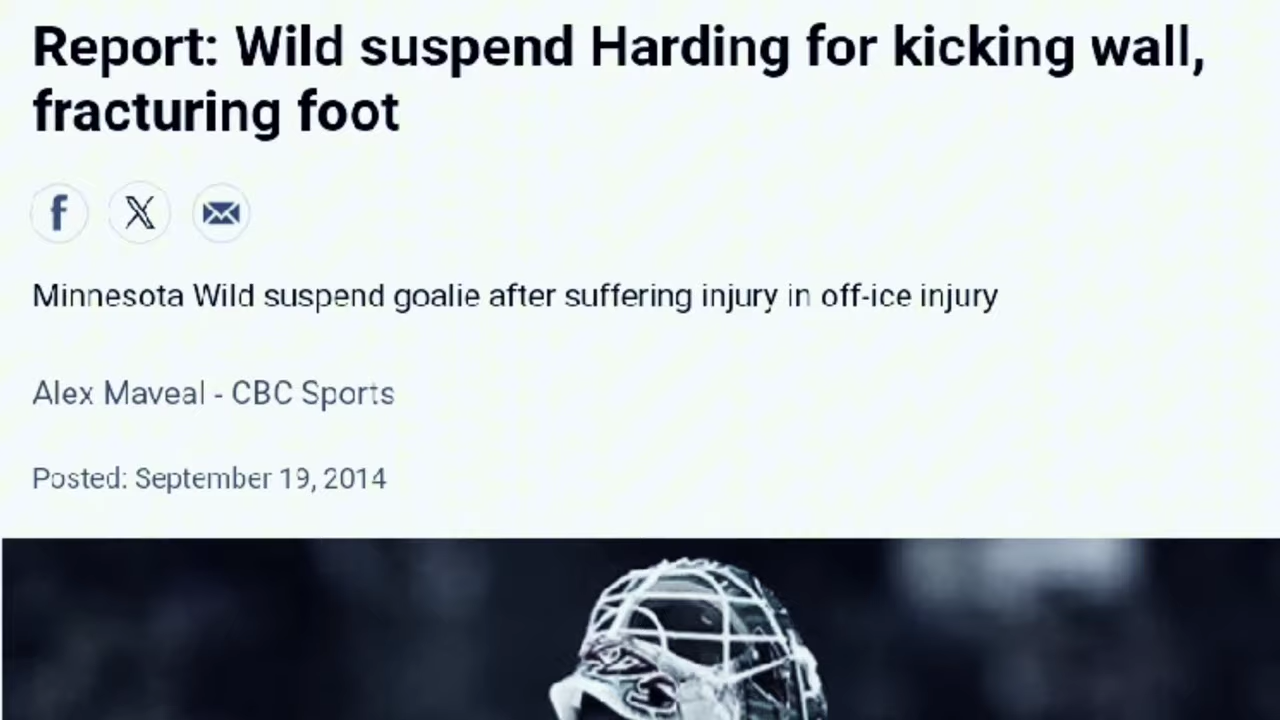 Report: Wild suspend Harding for kicking wall,
fracturing foot
Minnesota Wild suspend goalie after suffering injury in off-ice injury
Alex Maveal - CBC Sports
Posted: September 19, 2014